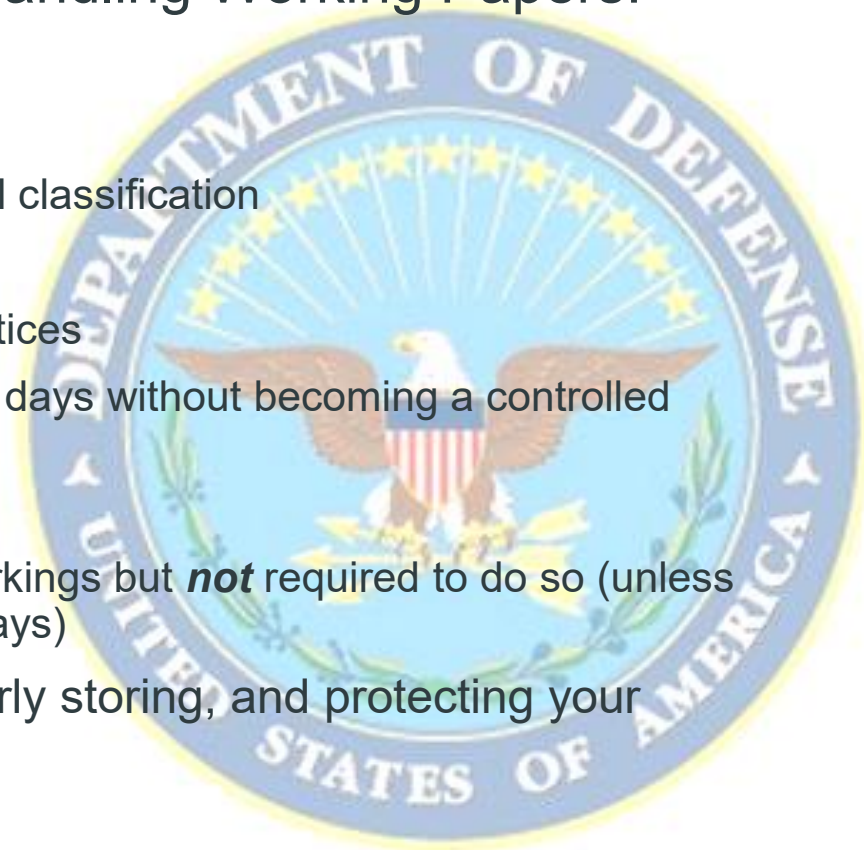 andling Working Papers:
l classification
tices
days without becoming a controlled
rkings but not required to do so (unless
ays)
rly storing, and protecting your
DEPARTMENT OF DEFENSE
UNITED STATES OF AMERICA